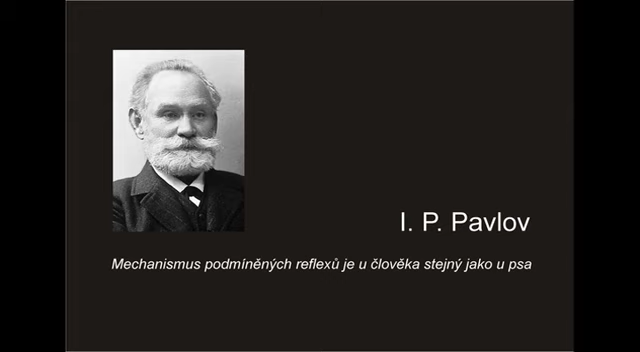 I. P. Pavlov
Mechanismus podmíněných reflexů je u člověka stejný jako u psa